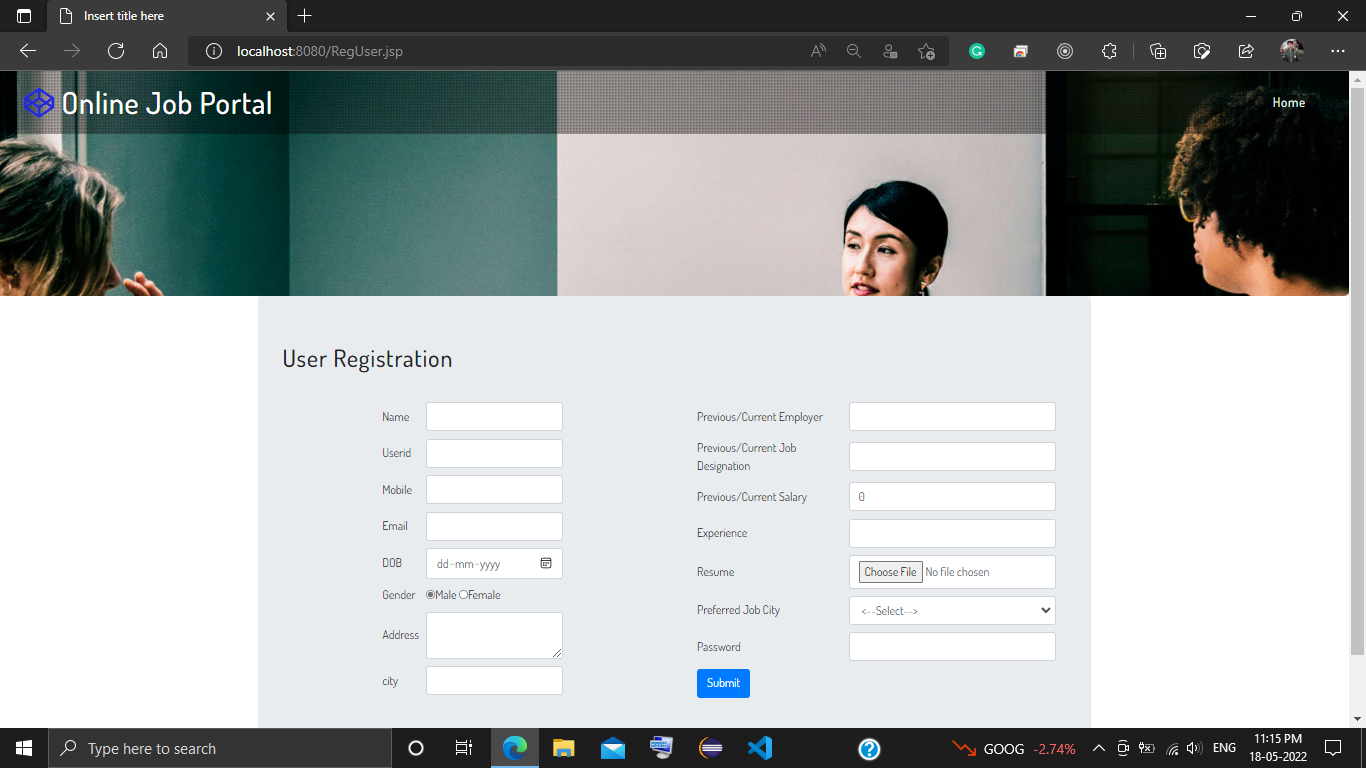 Insert title here
localhost:8080/RegUser.jsp
Online Job Portal
Home
User Registration
Name
Userid
Mobile
Email
DOB
dd-mm-yyyy
Gender
Male Female
Address
city
Previous/Current Employer
Previous/Current Job
Designation
Previous/Current Salary
0
Experience
Resume
Choose File No file chosen
Preferred Job City
<--Select-->
Password
Submit
Type here to search
GOOG -2.74%
ENG
11:15 PM
18-05-2022